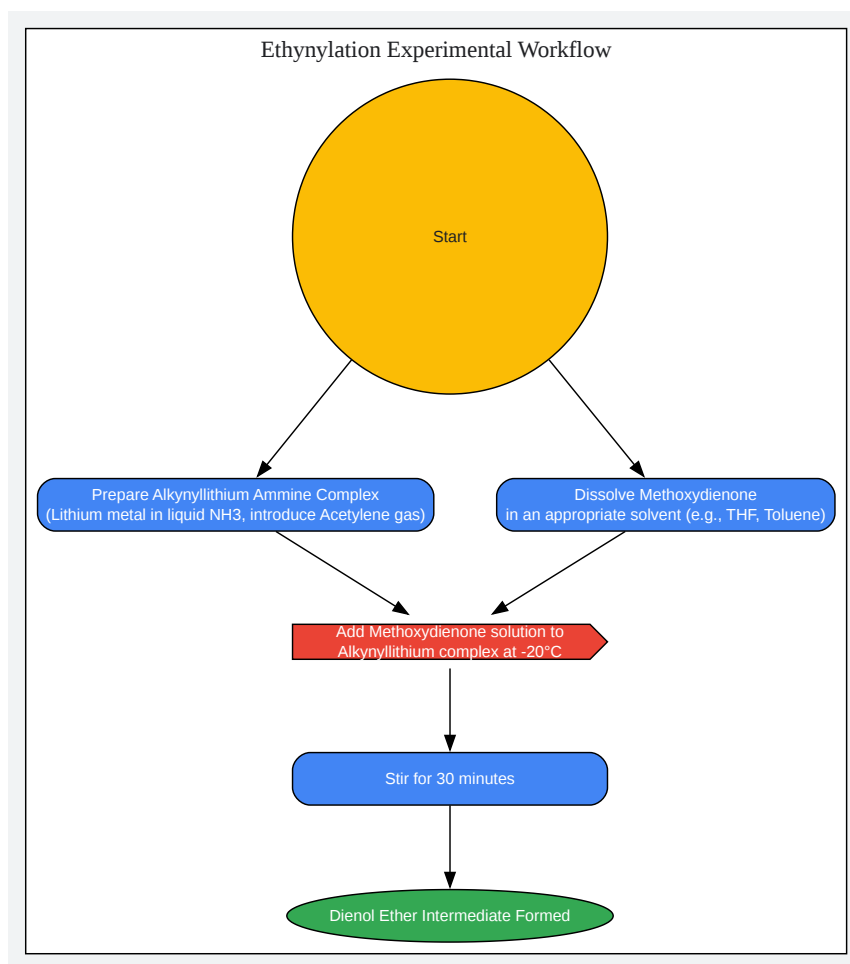 Ethynylation Experimental Workflow
Start
Prepare Alkynyllithium Ammine Complex
(Lithium metal in liquid NH3, introduce Acetylene gas)
Dissolve Methoxydienone
in an appropriate solvent (e.g., THF, Toluene)
Add Methoxydienone solution to
Alkynyllithium complex at -20°C
Stir for 30 minutes
Dienol Ether Intermediate Formed